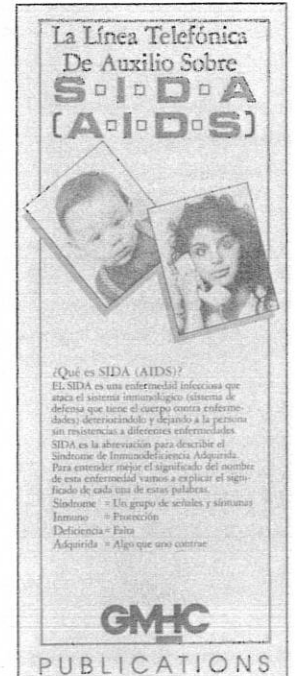 La Línea Telefónica
De Auxilio Sobre
S▫I▫D▫A
(A▫I▫D▫S)
¿Qué es SIDA (AIDS)?
EL SIDA es una enfermedad infecciosa que
ataca el sistema inmunológico (sistema de
defensa que tiene el cuerpo contra enferme-
dades) deteriorándolo y dejando a la persona
sin resistencias a diferentes enfermedades.
SIDA es la abreviación para describir el
Síndrome de Inmunodeficiencia Adquirida.
Para entender mejor el significado del nombre
de esta enfermedad vamos a explicar el signi-
ficado de cada una de estas palabras.
Síndrome = Un grupo de señales y síntomas
Inmuno = Protección
Deficiencia = Falta
Adquirida = Algo que uno contrae
GMHC
PUBLICATIONS